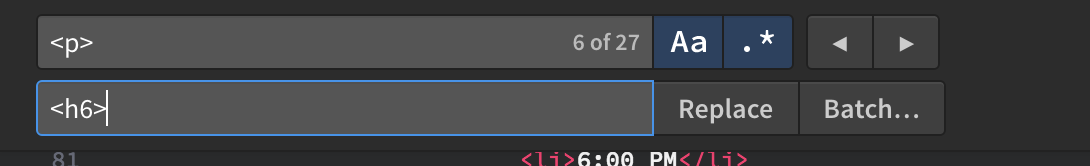 <p> 6 of 27 Aa .* ◄ ►
<h6> Replace Batch...
81 <li>6:00 PM</li>